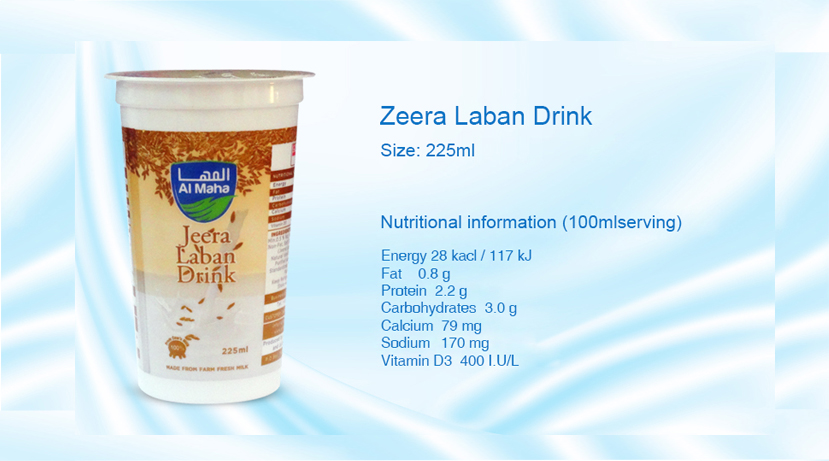 المها
Al Maha
Jeera
Laban
Drink
225ml
MADE FROM FARM FRESH MILK
Zeera Laban Drink
Size: 225ml
Nutritional information (100mlserving)
Energy 28 kacl / 117 kJ
Fat 0.8 g
Protein 2.2 g
Carbohydrates 3.0 g
Calcium 79 mg
Sodium 170 mg
Vitamin D3 400 I.U/L